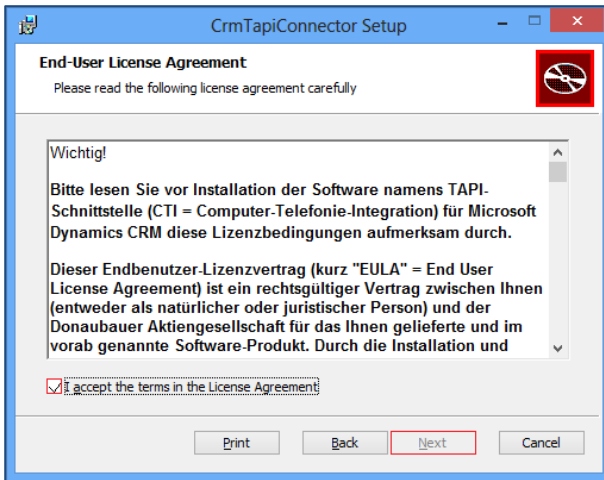 CrmTapiConnector Setup
End-User License Agreement
Please read the following license agreement carefully
Wichtig!
Bitte lesen Sie vor Installation der Software namens TAPI-
Schnittstelle (CTI = Computer-Telefonie-Integration) für Microsoft
Dynamics CRM diese Lizenzbedingungen aufmerksam durch.
Dieser Endbenutzer-Lizenzvertrag (kurz "EULA" = End User
License Agreement) ist ein rechtsgültiger Vertrag zwischen Ihnen
(entweder als natürlicher oder juristischer Person) und der
Donaubauer Aktiengesellschaft für das Ihnen gelieferte und im
vorab genannte Software-Produkt. Durch die Installation und
I accept the terms in the License Agreement
Print Back Next Cancel